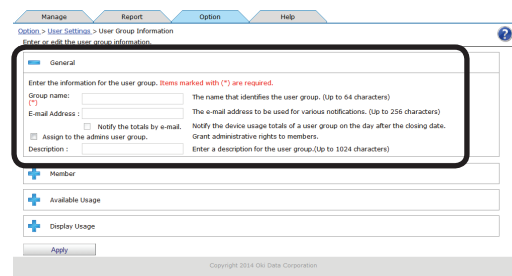 Manage Report Option Help
Option > User Settings > User Group Information
Enter or edit the user group information.
General
Enter the information for the user group. Items marked with (*) are required.
Group name: The name that identifies the user group. (Up to 64 characters)
(*)
E-mail Address : The e-mail address to be used for various notifications. (Up to 256 characters)
Notify the totals by e-mail. Notify the device usage totals of a user group on the day after the closing date.
Assign to the admins user group. Grant administrative rights to members.
Description : Enter a description for the user group.(Up to 1024 characters)
Member
Available Usage
Display Usage
Apply
Copyright 2014 Oki Data Corporation